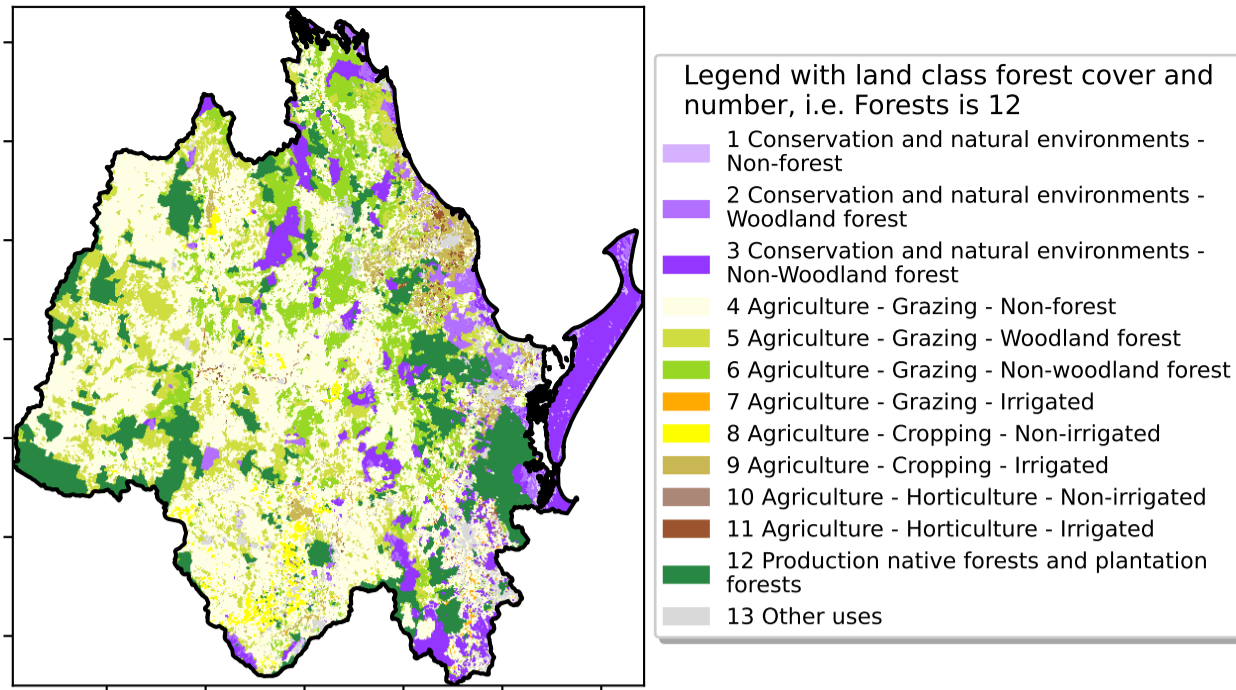 Legend with land class forest cover and
number, i.e. Forests is 12
1 Conservation and natural environments -
Non-forest
2 Conservation and natural environments -
Woodland forest
3 Conservation and natural environments -
Non-Woodland forest
4 Agriculture - Grazing - Non-forest
5 Agriculture - Grazing - Woodland forest
6 Agriculture - Grazing - Non-woodland forest
7 Agriculture - Grazing - Irrigated
8 Agriculture - Cropping - Non-irrigated
9 Agriculture - Cropping - Irrigated
10 Agriculture - Horticulture - Non-irrigated
11 Agriculture - Horticulture - Irrigated
12 Production native forests and plantation
forests
13 Other uses